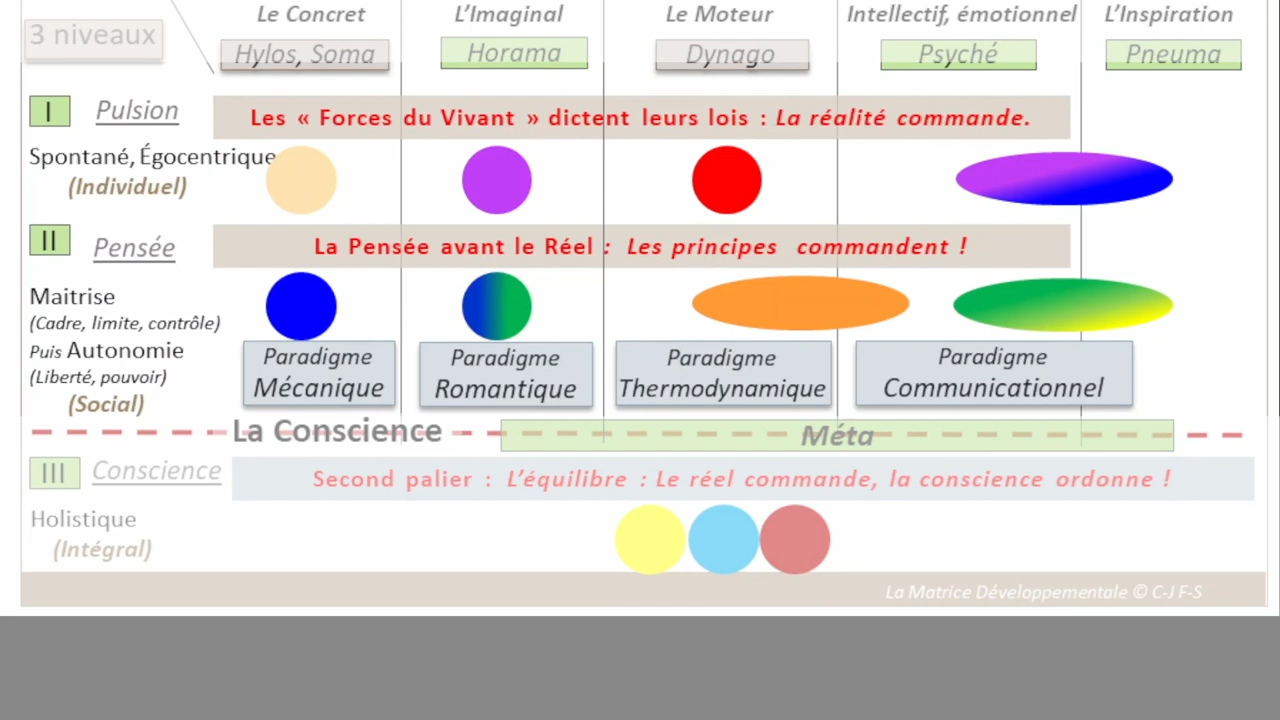 Le Concret L'Imaginal Le Moteur Intellectif, émotionnel L'Inspiration
3 niveaux Hylos, Soma Horama Dynago Psyché Pneuma
I Pulsion Les « Forces du Vivant » dictent leurs lois : La réalité commande.
Spontané, Égocentrique
(Individuel)
II Pensée La Pensée avant le Réel : Les principes commandent !
Maitrise
(Cadre, limite, contrôle)
Puis Autonomie
(Liberté, pouvoir)
(Social)
Paradigme Paradigme Paradigme Paradigme
Mécanique Romantique Thermodynamique Communicationnel
La Conscience Méta
III Conscience Second palier : L'équilibre : Le réel commande, la conscience ordonne !
Holistique
(Intégral)
La Matrice Développementale © C-J F-S